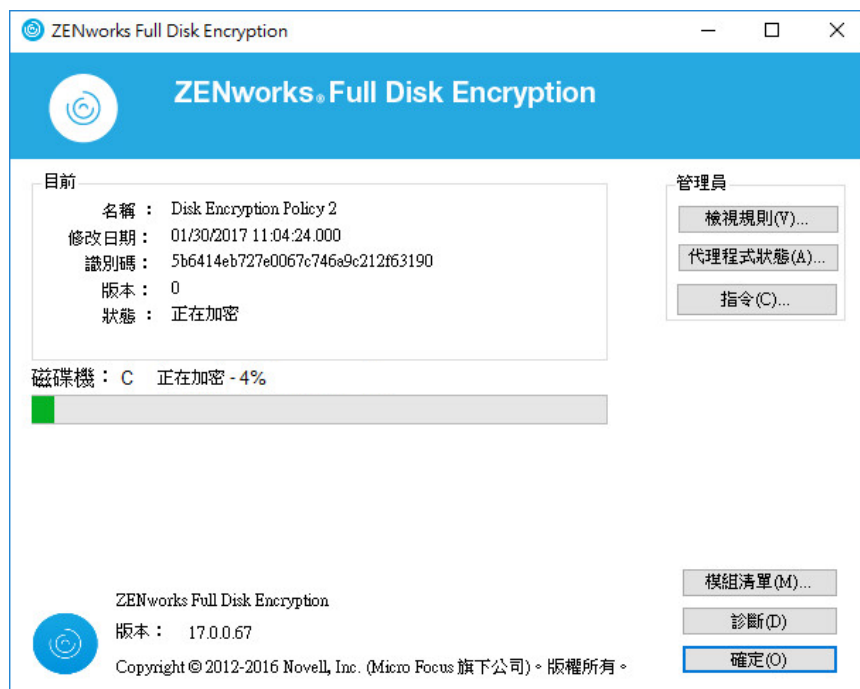 ZENworks Full Disk Encryption
ZENworks® Full Disk Encryption
目前
名稱： Disk Encryption Policy 2
修改日期： 01/30/2017 11:04:24.000
識別碼： 5b6414eb727e0067c746a9c212f63190
版本： 0
狀態： 正在加密
管理員
檢視規則(V)...
代理程式狀態(A)...
指令(C)...
磁碟機： C 正在加密 - 4%
ZENworks Full Disk Encryption
版本： 17.0.0.67
Copyright © 2012-2016 Novell, Inc. (Micro Focus 旗下公司)。版權所有。
模組清單(M)...
診斷(D)
確定(O)